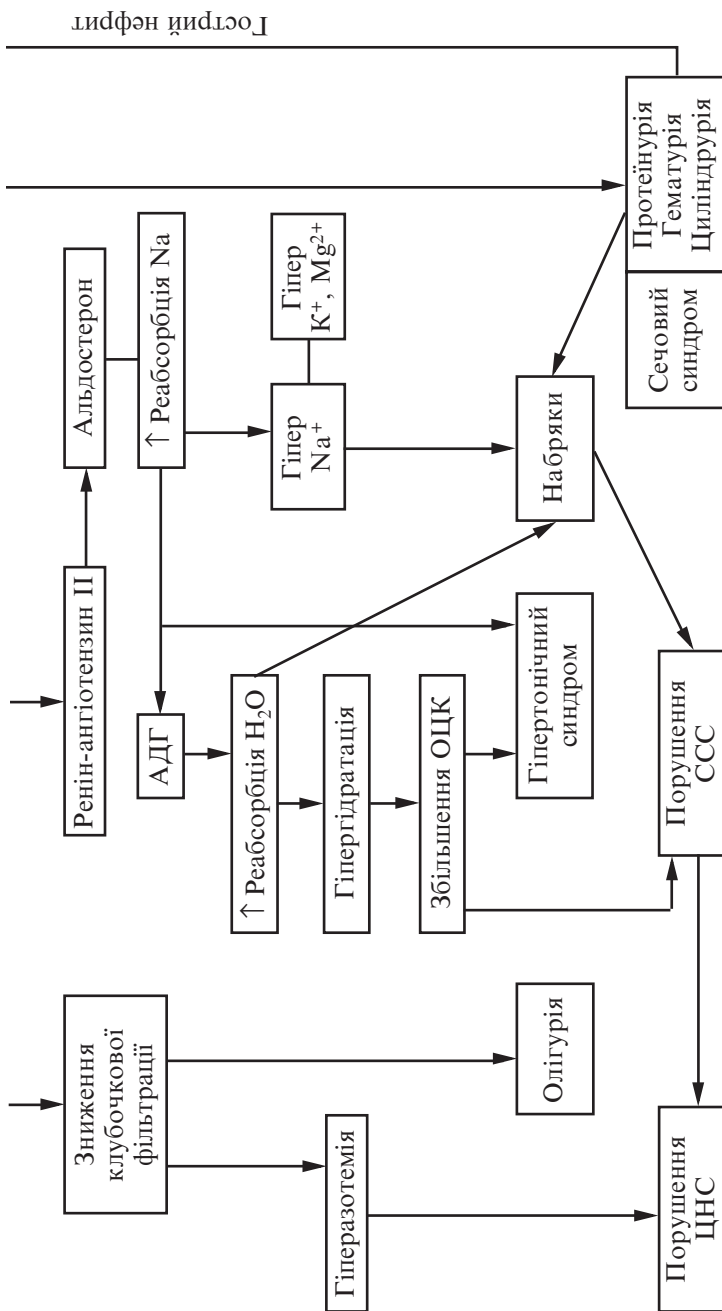 Гострий нефрит
Зниження
клубочкової
фільтрації
Ренін-ангіотензин II
Альдостерон
АДГ
↑ Реабсорбція Na
↑ Реабсорбція H₂O
Гіпер
Na⁺
Гіпер
K⁺, Mg²⁺
Гіперазотемія
Гіпергідратація
Збільшення ОЦК
Олігурія
Гіпертонічний
синдром
Набряки
Порушення
ЦНС
Порушення
ССС
Сечовий
синдром
Протеїнурія
Гематурія
Циліндрурія